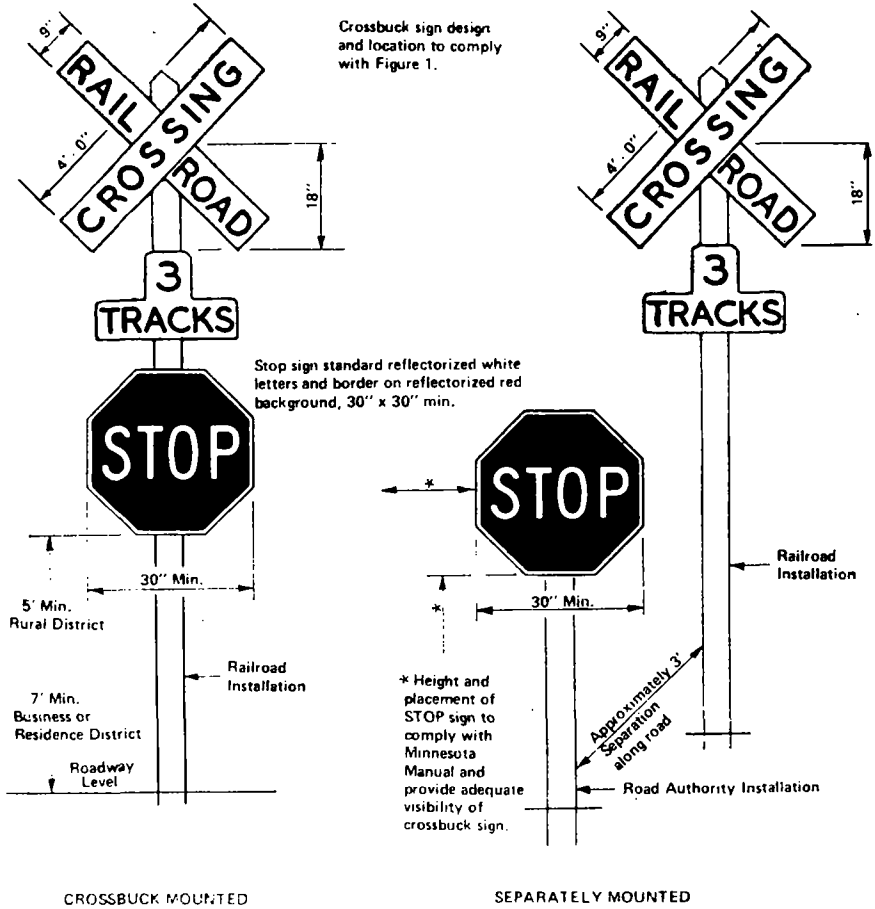 Crossbuck sign design
and location to comply
with Figure 1.
9"
RAIL
ROAD
CROSSING
4'-0"
18"
3
TRACKS
STOP
30" Min.
5' Min.
Rural District
7' Min.
Business or
Residence District
Roadway
Level
Railroad
Installation
Stop sign standard reflectorized white
letters and border on reflectorized red
background, 30" x 30" min.
9"
RAIL
ROAD
CROSSING
4'-0"
18"
3
TRACKS
STOP
*
*
30" Min.
Railroad
Installation
* Height and
placement of
STOP sign to
comply with
Minnesota
Manual and
provide adequate
visibility of
crossbuck sign.
Approximately 3'
Separation
along road
Road Authority Installation
CROSSBUCK MOUNTED
SEPARATELY MOUNTED